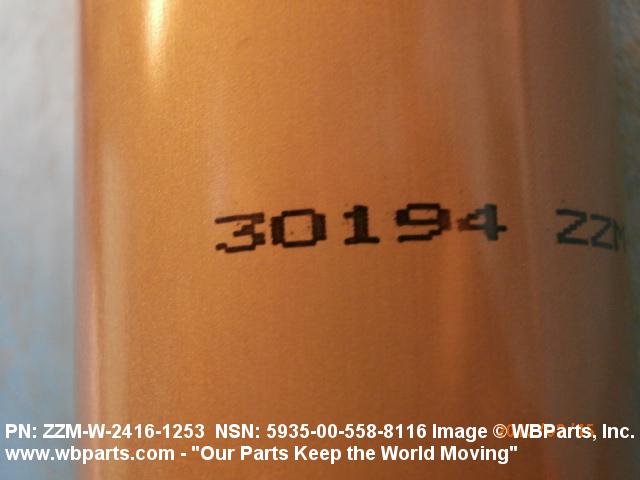 30194 ZZM
PN: ZZM-W-2416-1253 NSN: 5935-00-558-8116 Image © WBParts, Inc.
www.wbparts.com - "Our Parts Keep the World Moving"